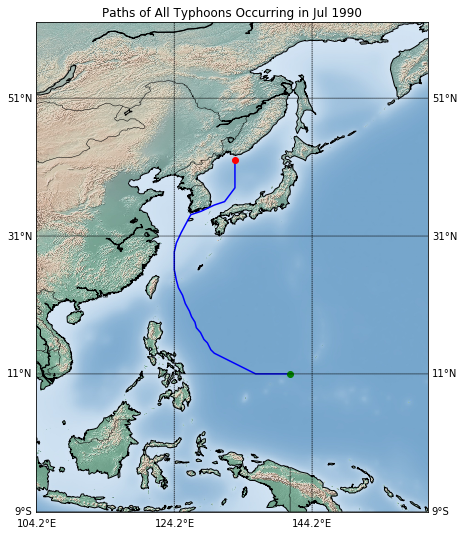 Paths of All Typhoons Occurring in Jul 1990
51°N 51°N
31°N 31°N
11°N 11°N
9°S 9°S
104.2°E 124.2°E 144.2°E